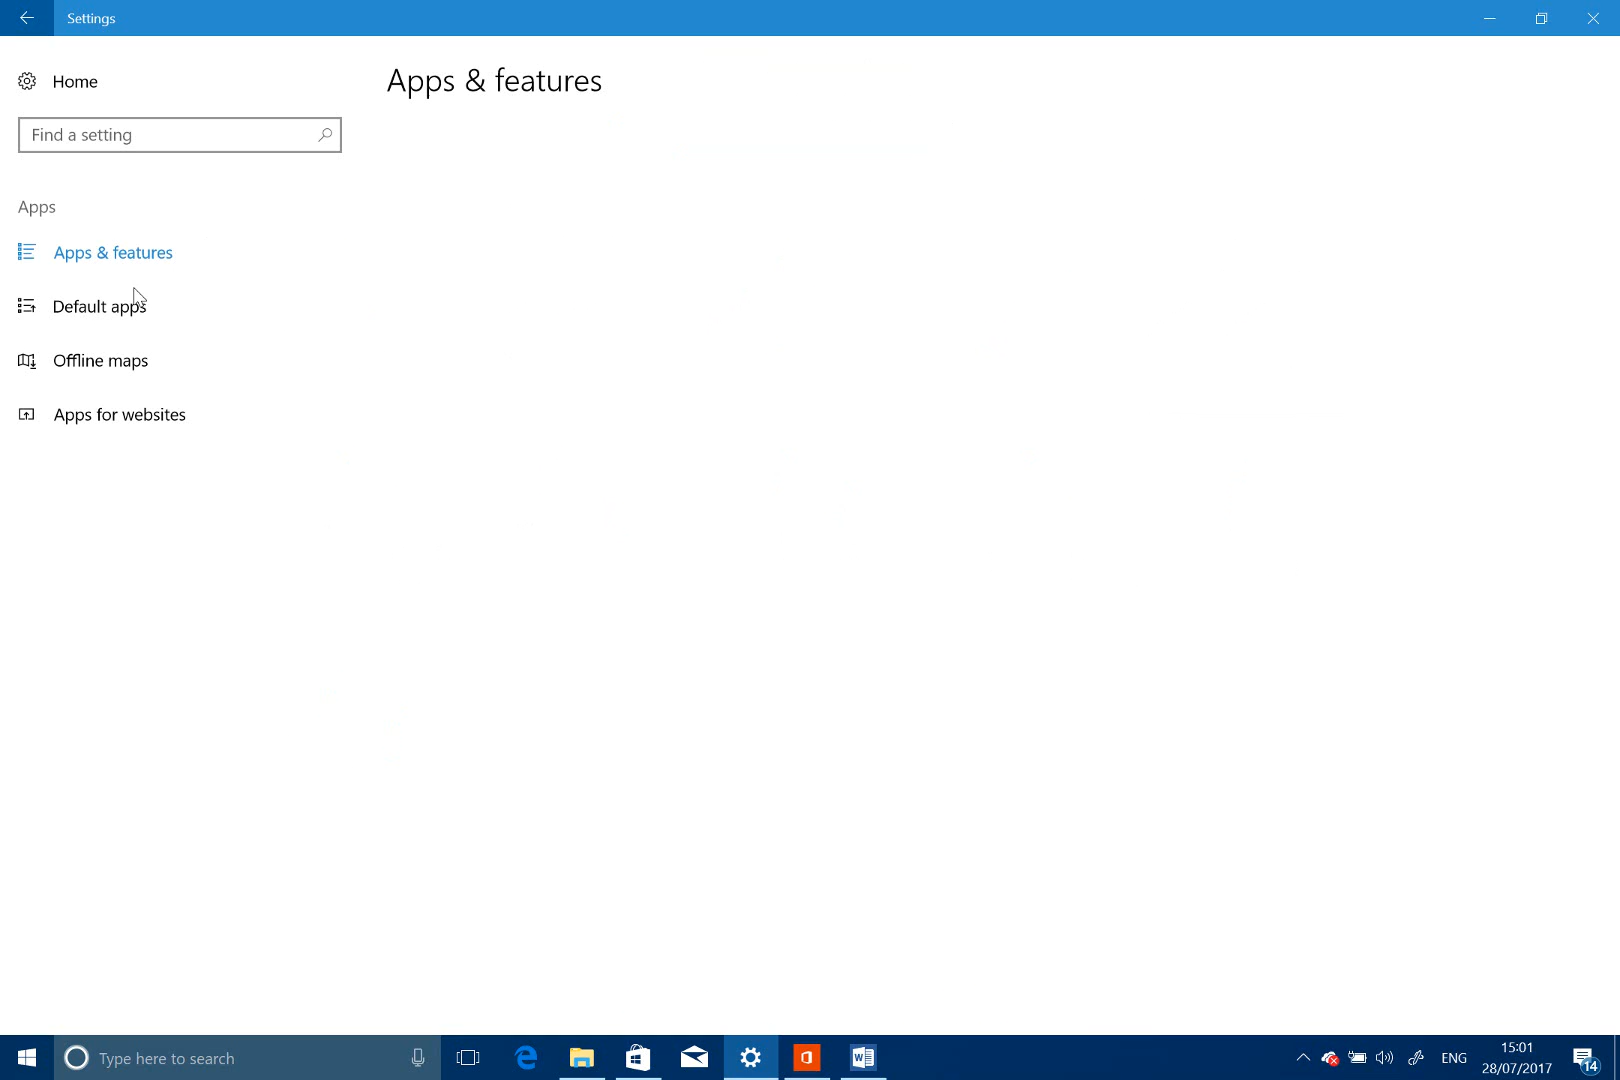 Settings
Home
Apps & features
Find a setting
Apps
Apps & features
Default apps
Offline maps
Apps for websites
Type here to search
ENG
15:01
28/07/2017
14